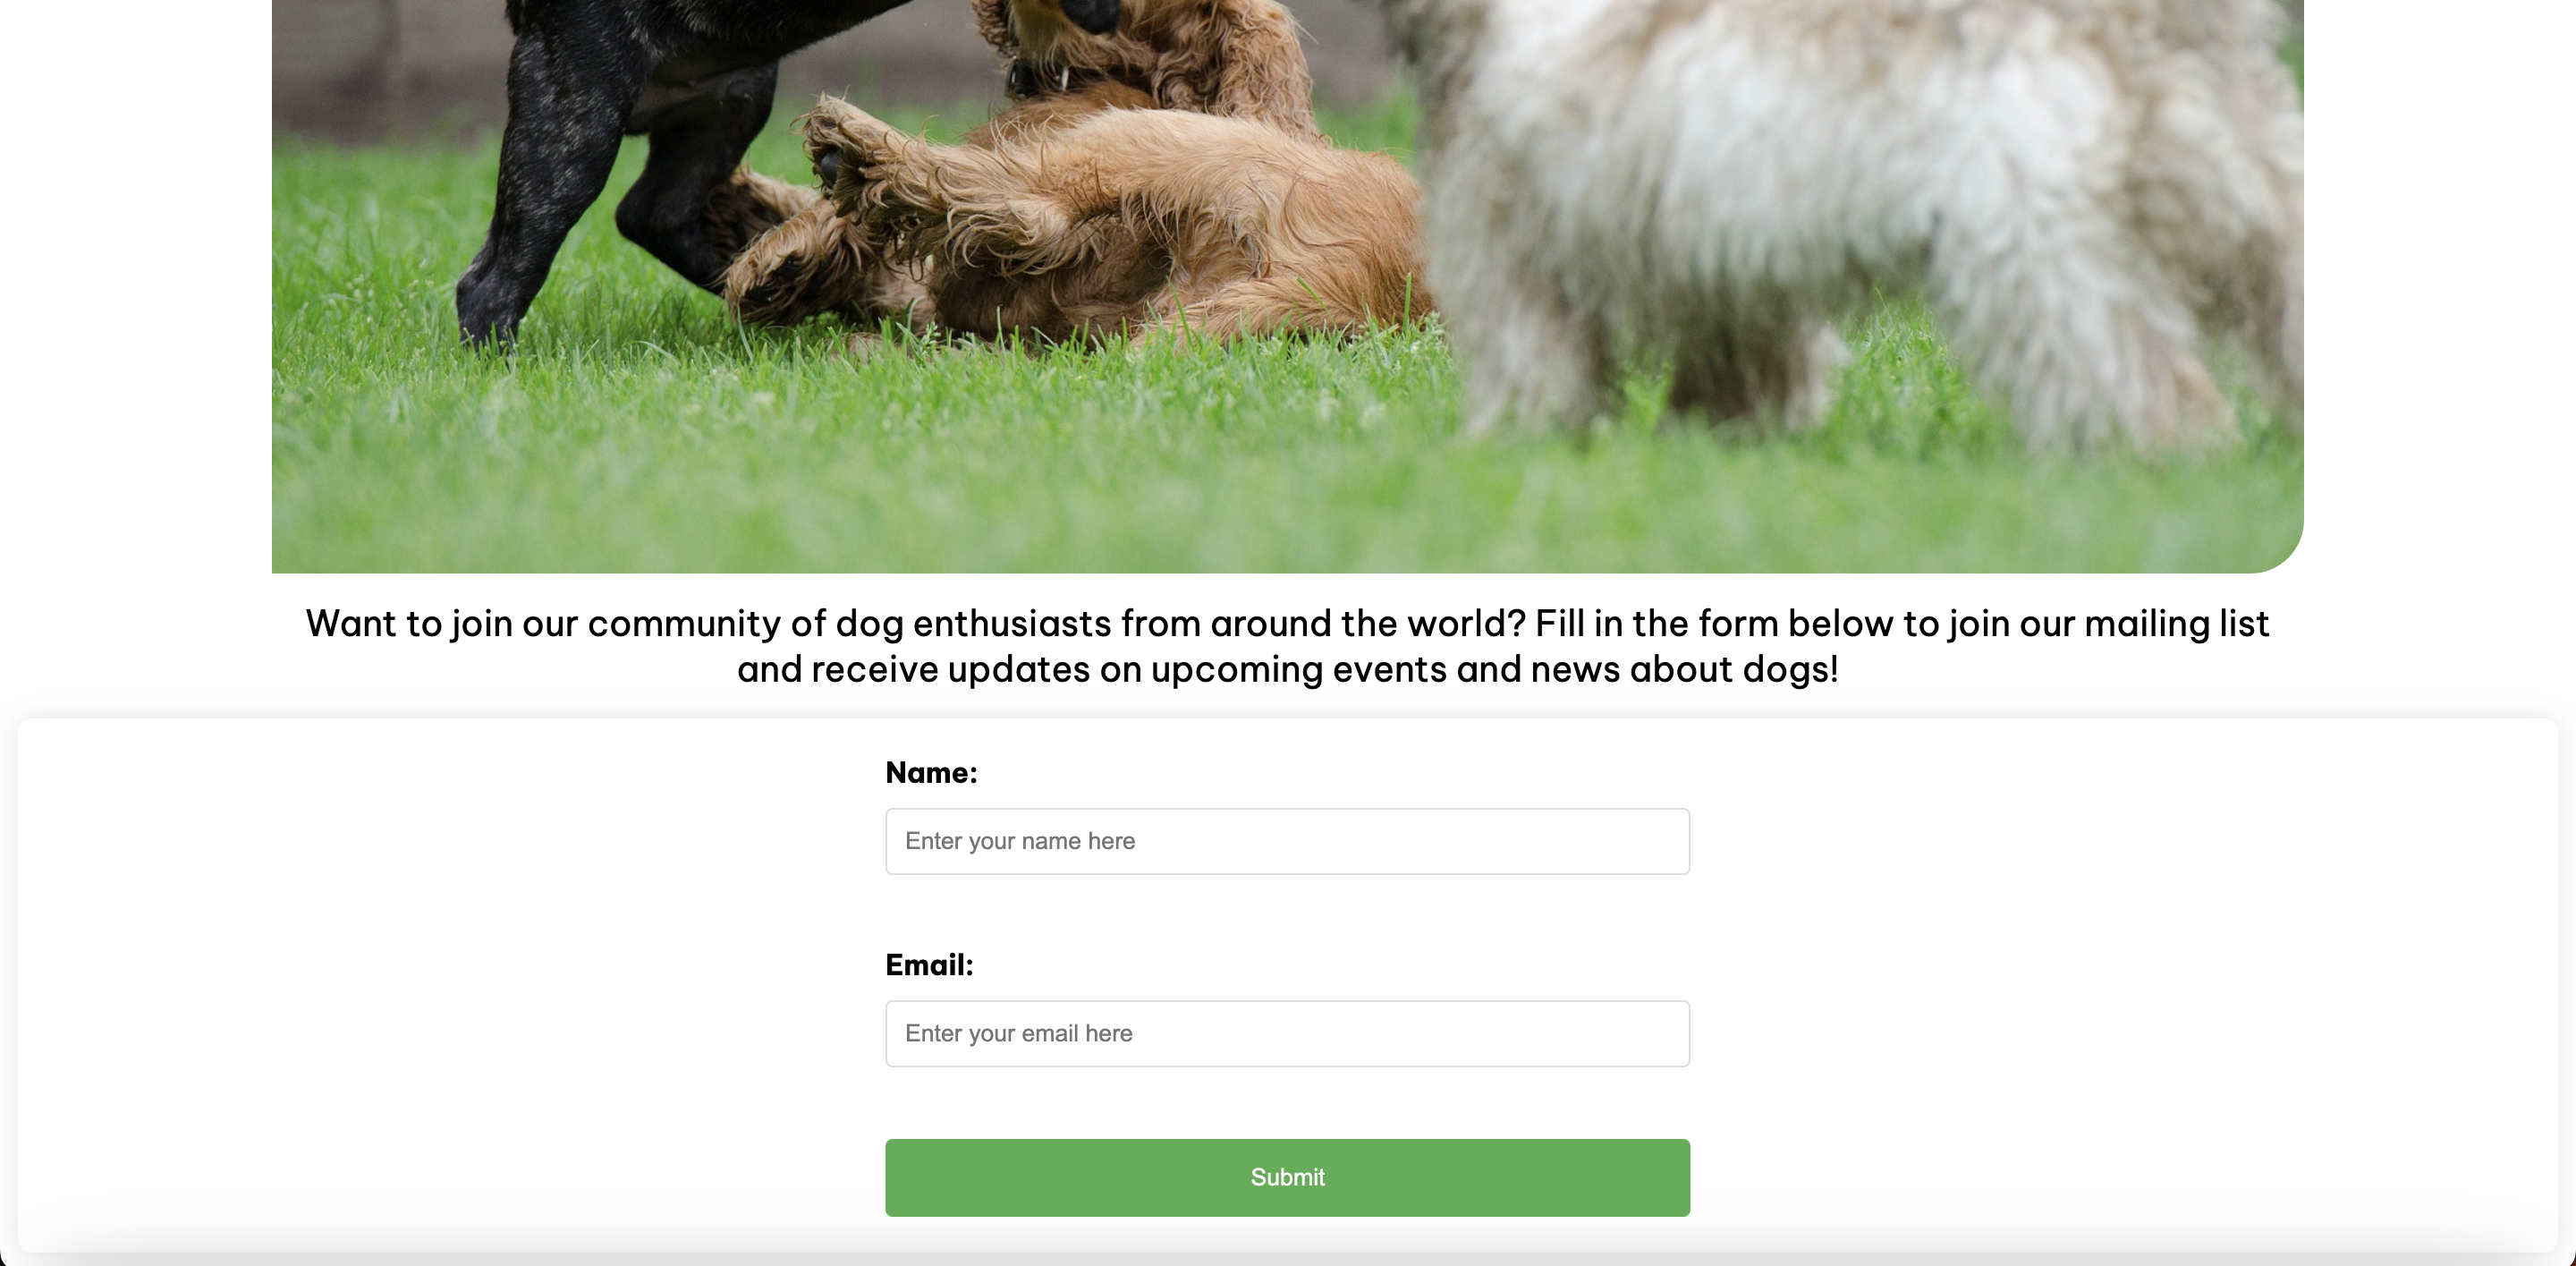 Want to join our community of dog enthusiasts from around the world? Fill in the form below to join our mailing list
and receive updates on upcoming events and news about dogs!
Name:
Enter your name here
Email:
Enter your email here
Submit